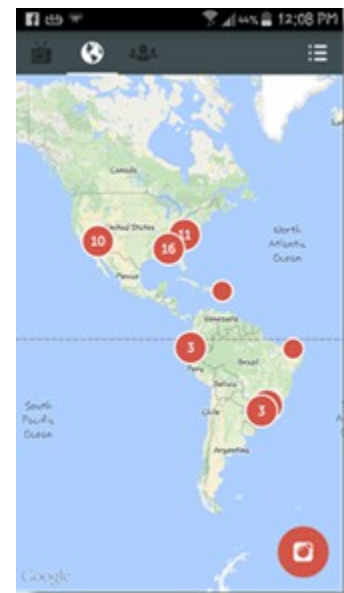 44% 12:08 PM
Canada
United States
North
Atlantic
Ocean
11
10
16
Mexico
Venezuela
3
Brazil
Peru
Bolivia
South
Pacific
Ocean
Chile
3
Argentina
Google